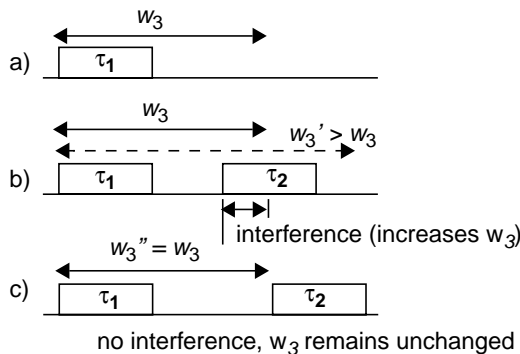 w₃
a) τ₁
w₃
w₃' > w₃
b) τ₁ τ₂
interference (increases w₃)
w₃'' = w₃
c) τ₁ τ₂
no interference, w₃ remains unchanged